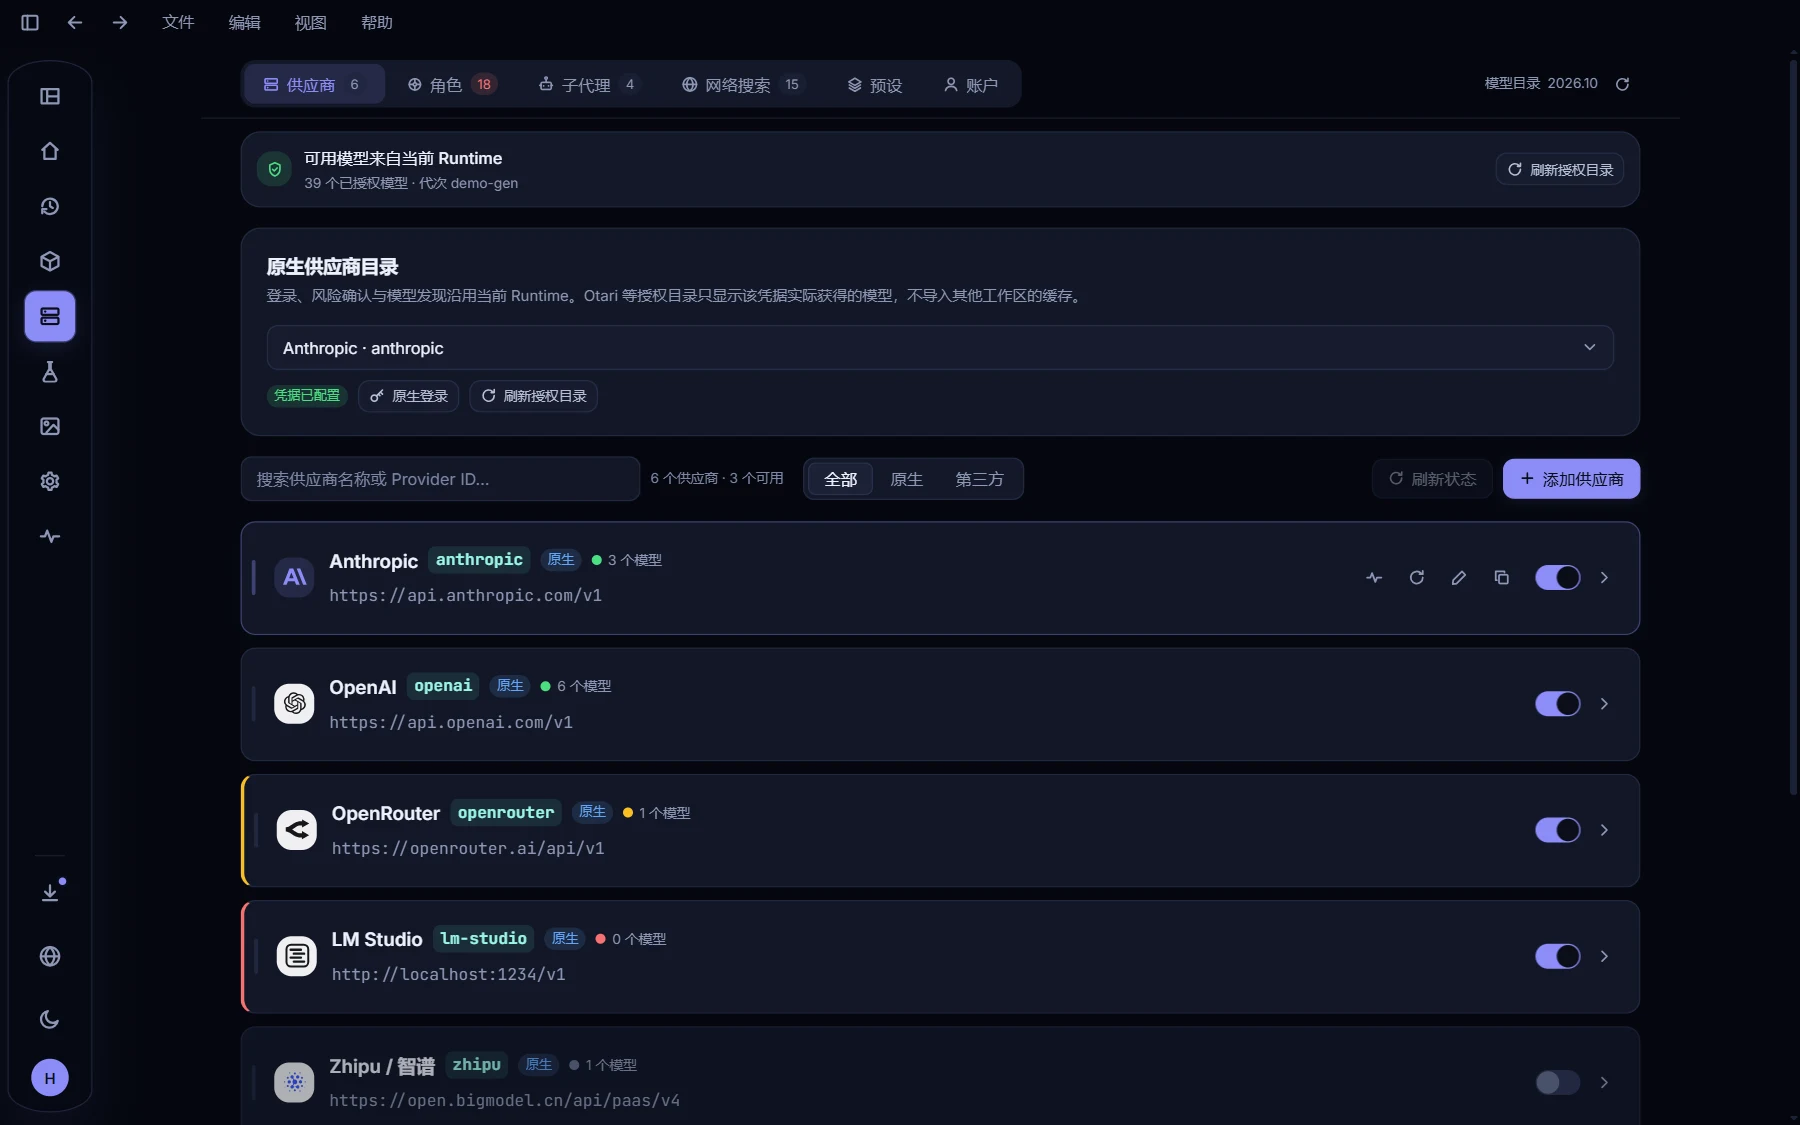 文件 编辑 视图 帮助
供应商 6 角色 18 子代理 4 网络搜索 15 预设 账户
模型目录 2026.10
可用模型来自当前 Runtime
39 个已授权模型 · 代次 demo-gen
刷新授权目录
原生供应商目录
登录、风险确认与模型发现沿用当前 Runtime。Otari 等授权目录只显示该凭据实际获得的模型，不导入其他工作区的缓存。
Anthropic · anthropic
凭据已配置 原生登录 刷新授权目录
搜索供应商名称或 Provider ID... 6 个供应商 · 3 个可用 全部 原生 第三方 刷新状态 添加供应商
Anthropic anthropic 原生 3 个模型
https://api.anthropic.com/v1
OpenAI openai 原生 6 个模型
https://api.openai.com/v1
OpenRouter openrouter 原生 1 个模型
https://openrouter.ai/api/v1
LM Studio lm-studio 原生 0 个模型
http://localhost:1234/v1
Zhipu / 智谱 zhipu 原生 1 个模型
https://open.bigmodel.cn/api/paas/v4
H